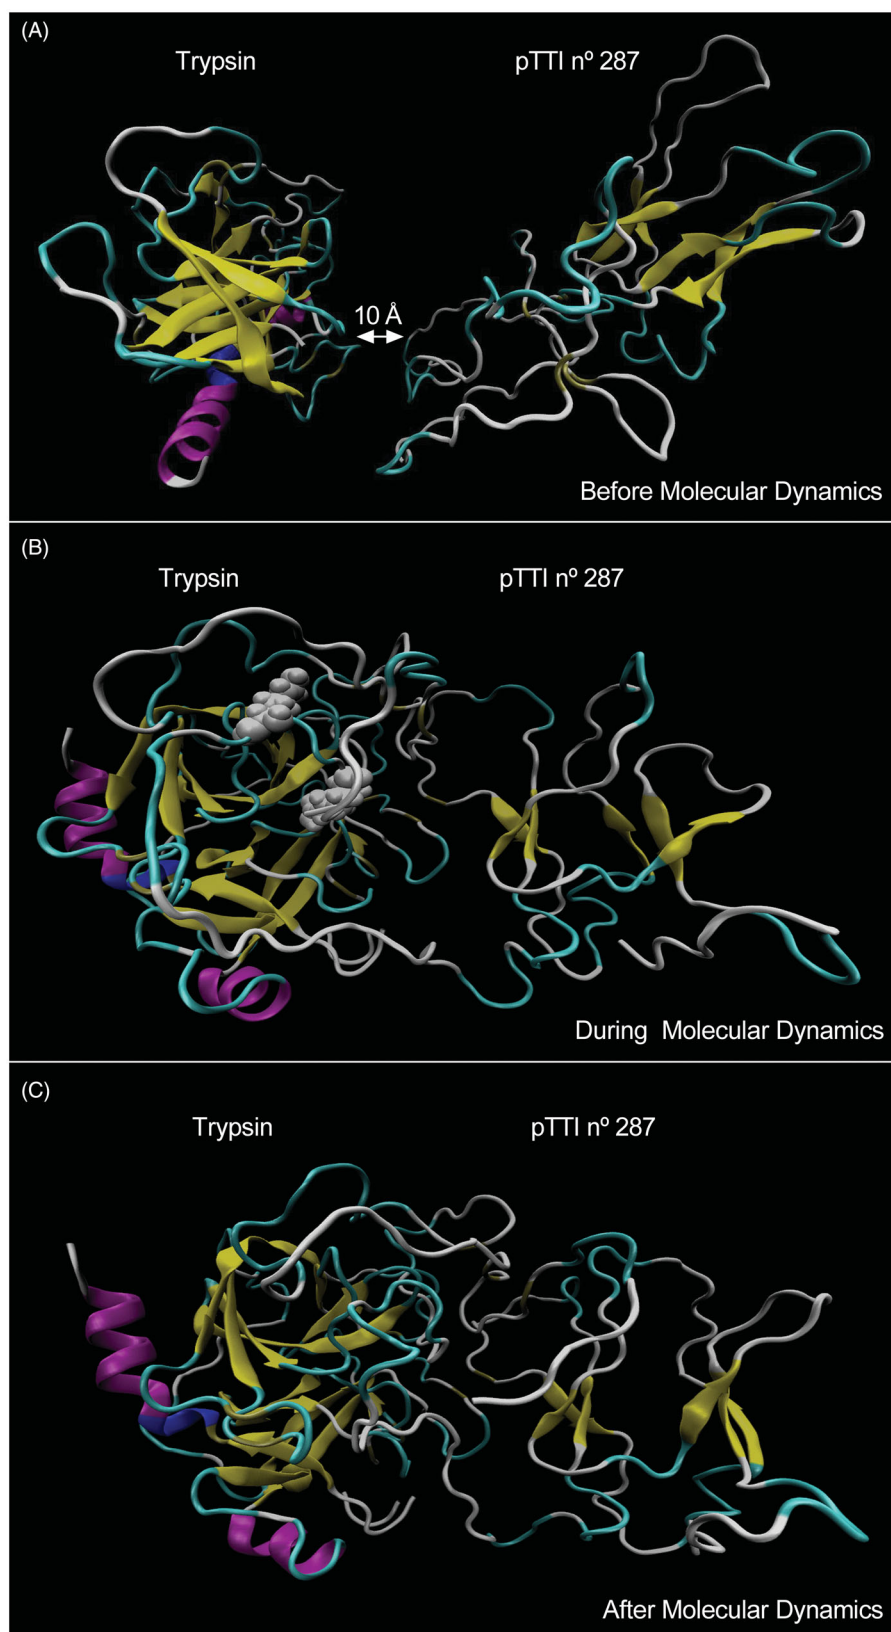 (A)
Trypsin
pTTI nº 287
10 Å
Before Molecular Dynamics
(B)
Trypsin
pTTI nº 287
During Molecular Dynamics
(C)
Trypsin
pTTI nº 287
After Molecular Dynamics